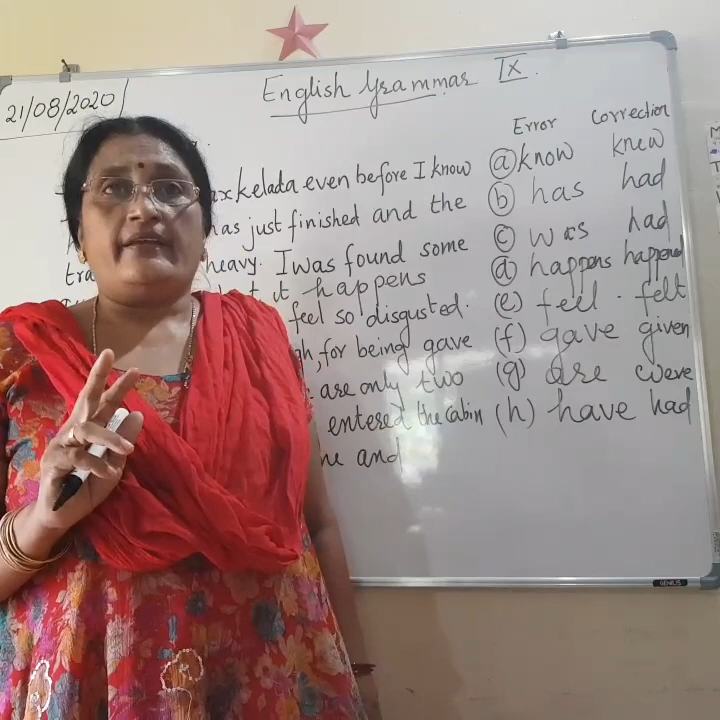 21/08/2020
English Grammar IX.
Error correction
kelada even before I know
(a) know knew
has just finished and the
(b) has had
heavy. I was found some
(c) was had
it happens
(d) happens happened
feel so disgusted.
(e) feel felt
for being gave
(f) gave given
are only two
(g) are were
entered the cabin
(h) have had
and
GENIUS